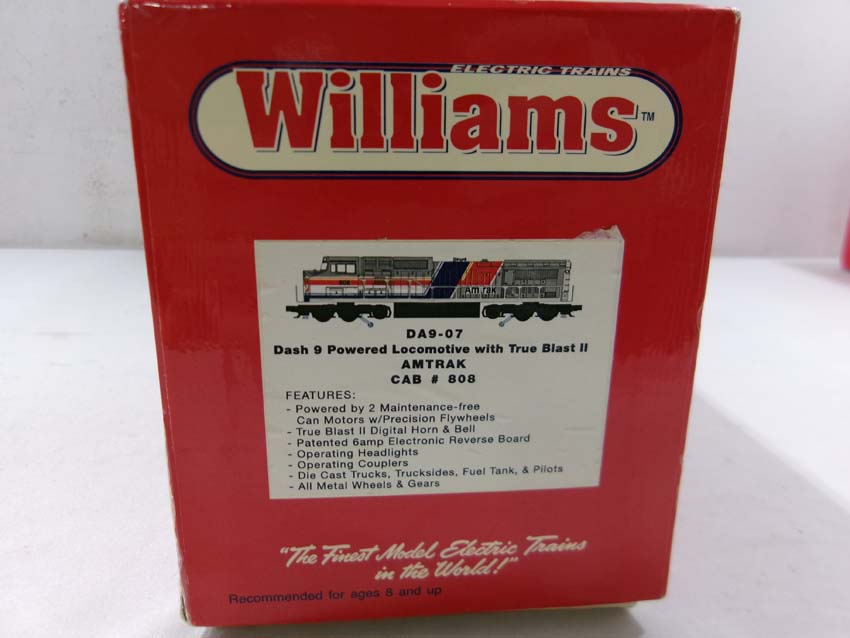 ELECTRIC TRAINS
Williams™
808
Amtrak
DA9-07
Dash 9 Powered Locomotive with True Blast II
AMTRAK
CAB # 808
FEATURES:
- Powered by 2 Maintenance-free
Can Motors w/Precision Flywheels
- True Blast II Digital Horn & Bell
- Patented 6amp Electronic Reverse Board
- Operating Headlights
- Operating Couplers
- Die Cast Trucks, Trucksides, Fuel Tank, & Pilots
- All Metal Wheels & Gears
"The Finest Model Electric Trains
in the World!"
Recommended for ages 8 and up